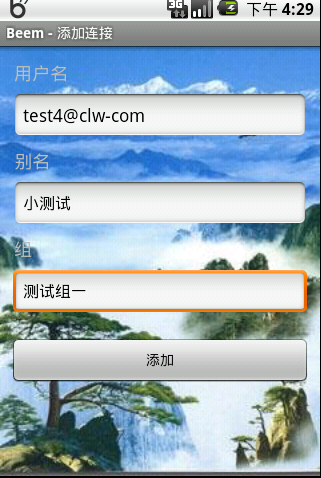 3G 下午 4:29
Beem - 添加连接
用户名
test4@clw-com
别名
小测试
组
测试组一
添加